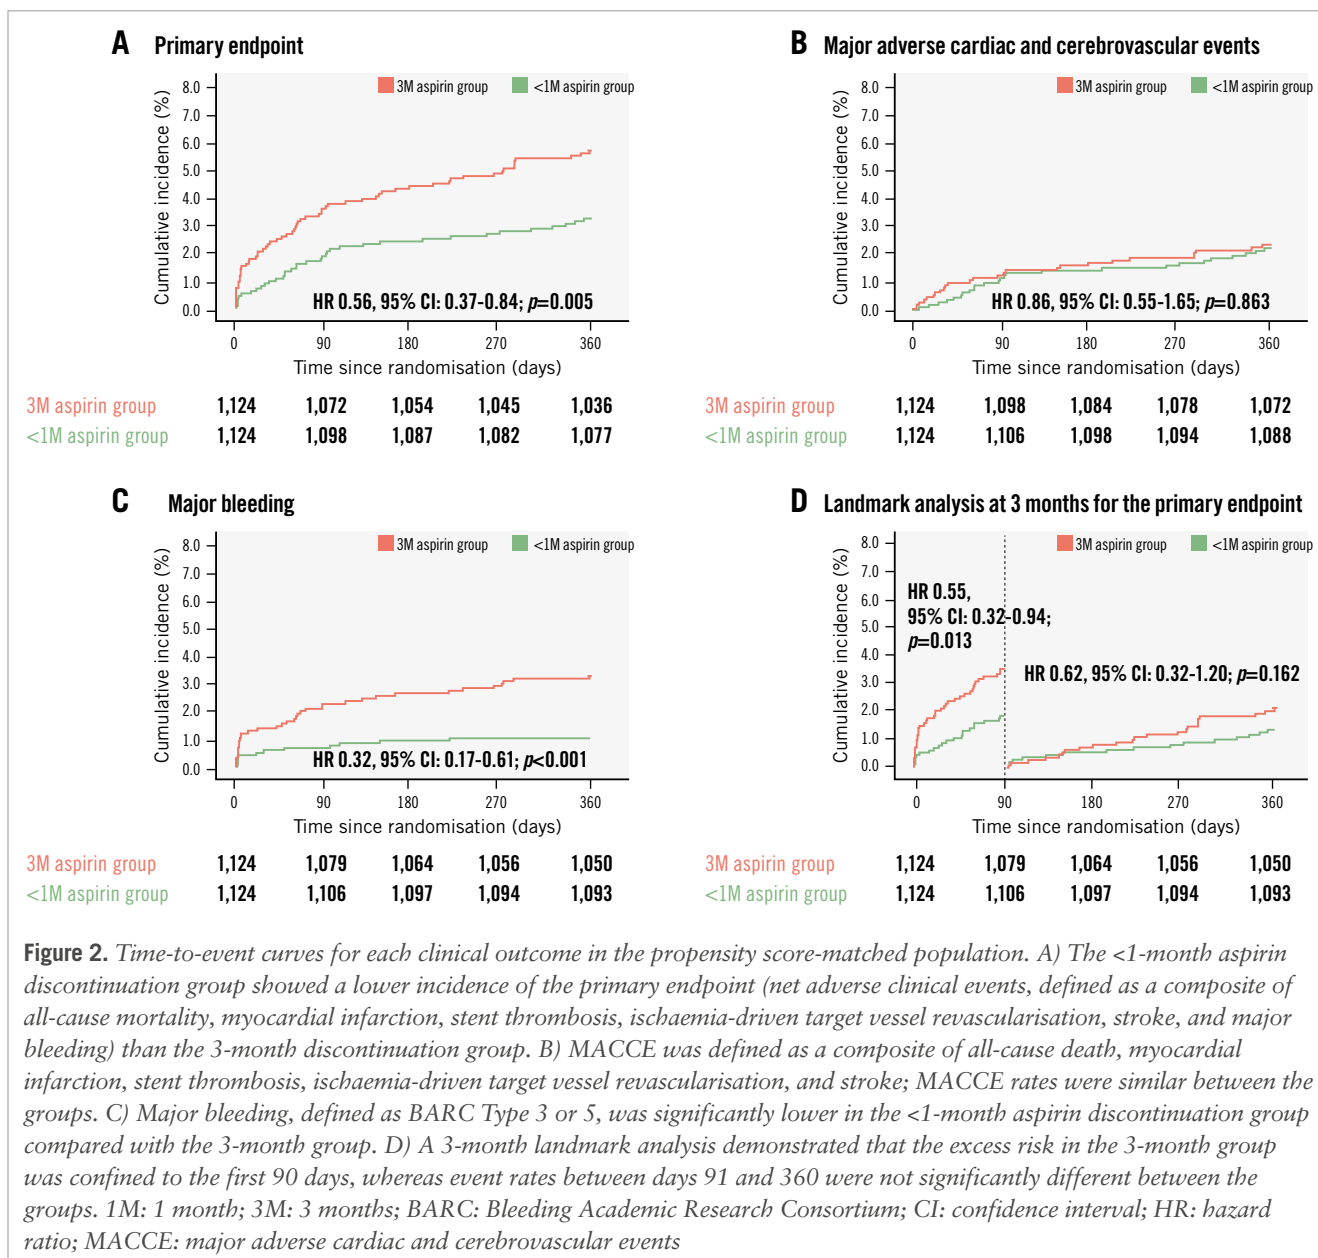 A Primary endpoint
3M aspirin group <1M aspirin group
Cumulative incidence (%)
8.0
7.0
6.0
5.0
4.0
3.0
2.0
1.0
0.0
HR 0.56, 95% CI: 0.37-0.84; p=0.005
0 90 180 270 360
Time since randomisation (days)
3M aspirin group 1,124 1,072 1,054 1,045 1,036
<1M aspirin group 1,124 1,098 1,087 1,082 1,077
B Major adverse cardiac and cerebrovascular events
3M aspirin group <1M aspirin group
Cumulative incidence (%)
8.0
7.0
6.0
5.0
4.0
3.0
2.0
1.0
0.0
HR 0.86, 95% CI: 0.55-1.65; p=0.863
0 90 180 270 360
Time since randomisation (days)
3M aspirin group 1,124 1,098 1,084 1,078 1,072
<1M aspirin group 1,124 1,106 1,098 1,094 1,088
C Major bleeding
3M aspirin group <1M aspirin group
Cumulative incidence (%)
8.0
7.0
6.0
5.0
4.0
3.0
2.0
1.0
0.0
HR 0.32, 95% CI: 0.17-0.61; p<0.001
0 90 180 270 360
Time since randomisation (days)
3M aspirin group 1,124 1,079 1,064 1,056 1,050
<1M aspirin group 1,124 1,106 1,097 1,094 1,093
D Landmark analysis at 3 months for the primary endpoint
3M aspirin group <1M aspirin group
Cumulative incidence (%)
8.0
7.0
6.0
5.0
4.0
3.0
2.0
1.0
0.0
HR 0.55,
95% CI: 0.32-0.94;
p=0.013
HR 0.62, 95% CI: 0.32-1.20; p=0.162
0 90 180 270 360
Time since randomisation (days)
3M aspirin group 1,124 1,079 1,064 1,056 1,050
<1M aspirin group 1,124 1,106 1,097 1,094 1,093
Figure 2. Time-to-event curves for each clinical outcome in the propensity score-matched population. A) The <1-month aspirin
discontinuation group showed a lower incidence of the primary endpoint (net adverse clinical events, defined as a composite of
all-cause mortality, myocardial infarction, stent thrombosis, ischaemia-driven target vessel revascularisation, stroke, and major
bleeding) than the 3-month discontinuation group. B) MACCE was defined as a composite of all-cause death, myocardial
infarction, stent thrombosis, ischaemia-driven target vessel revascularisation, and stroke; MACCE rates were similar between the
groups. C) Major bleeding, defined as BARC Type 3 or 5, was significantly lower in the <1-month aspirin discontinuation group
compared with the 3-month group. D) A 3-month landmark analysis demonstrated that the excess risk in the 3-month group
was confined to the first 90 days, whereas event rates between days 91 and 360 were not significantly different between the
groups. 1M: 1 month; 3M: 3 months; BARC: Bleeding Academic Research Consortium; CI: confidence interval; HR: hazard
ratio; MACCE: major adverse cardiac and cerebrovascular events